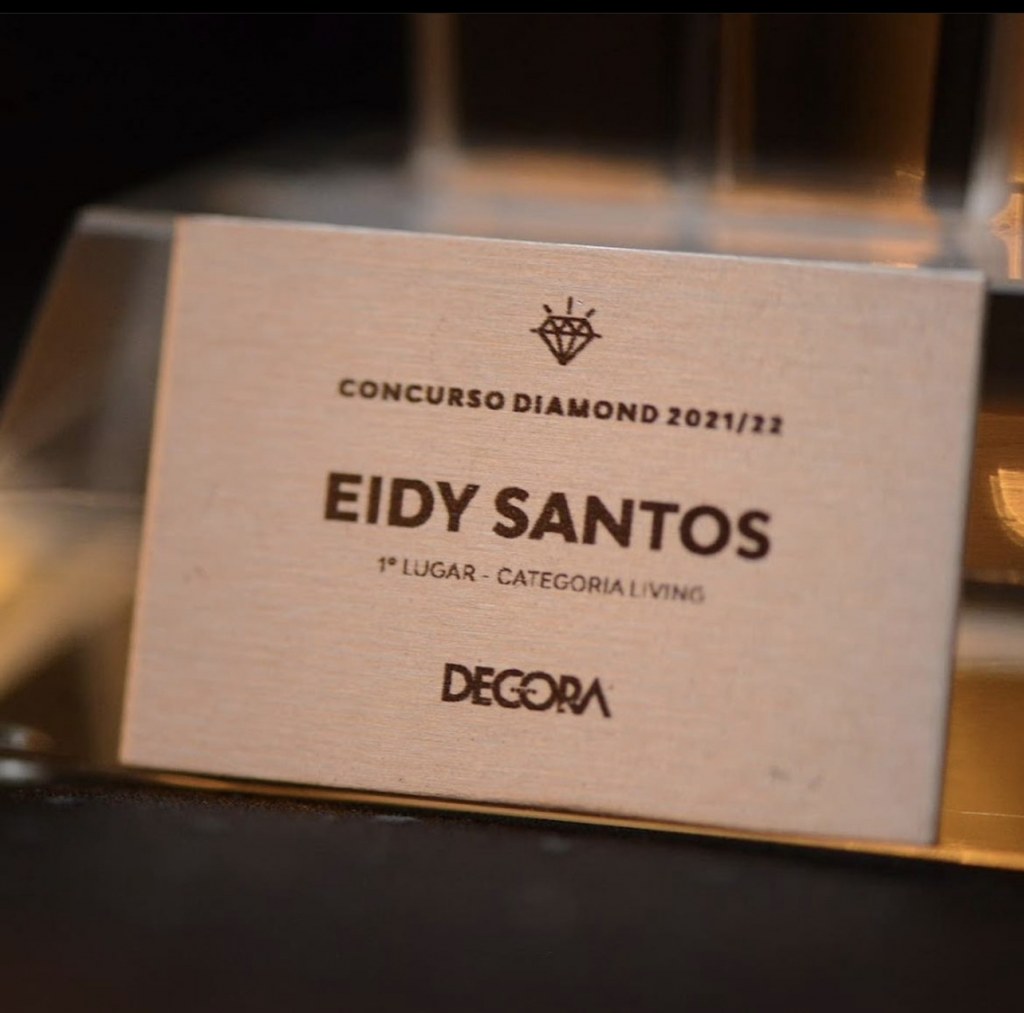 CONCURSO DIAMOND 2021/22
EIDY SANTOS
1º LUGAR - CATEGORIA LIVING
DECORA